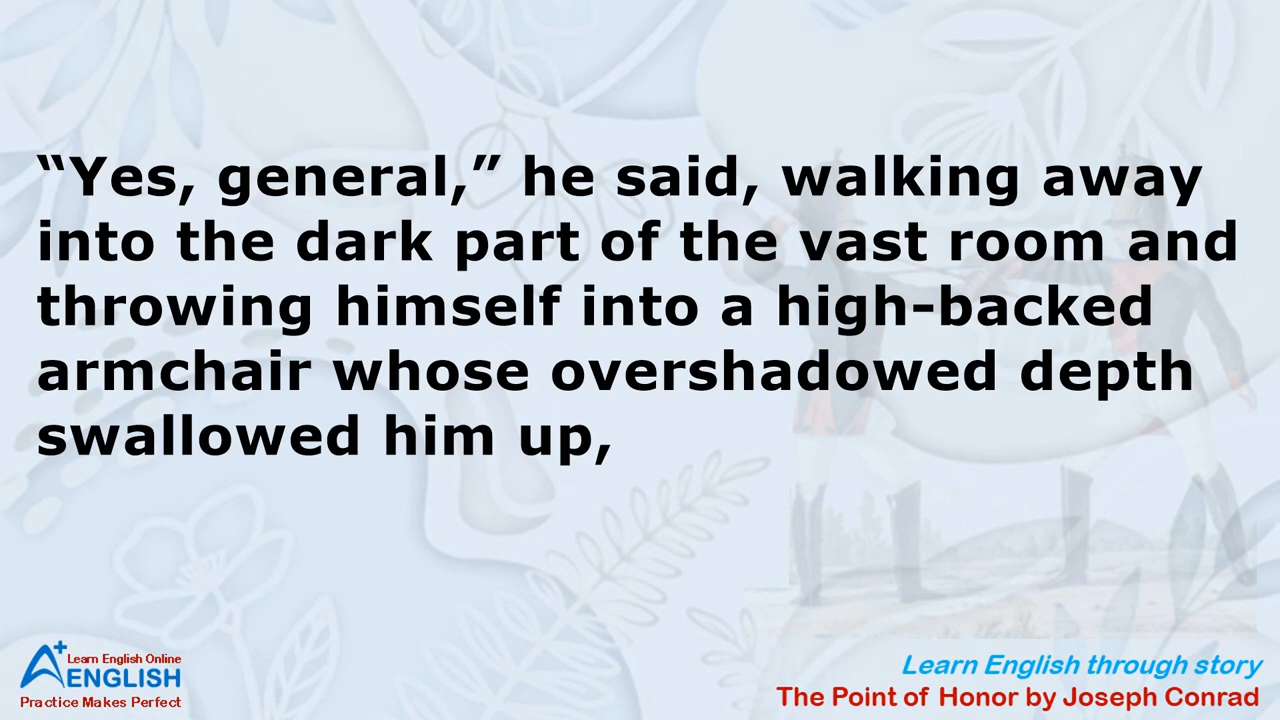 “Yes, general,” he said, walking away
into the dark part of the vast room and
throwing himself into a high-backed
armchair whose overshadowed depth
swallowed him up,
A+ Learn English Online
ENGLISH
Practice Makes Perfect
Learn English through story
The Point of Honor by Joseph Conrad